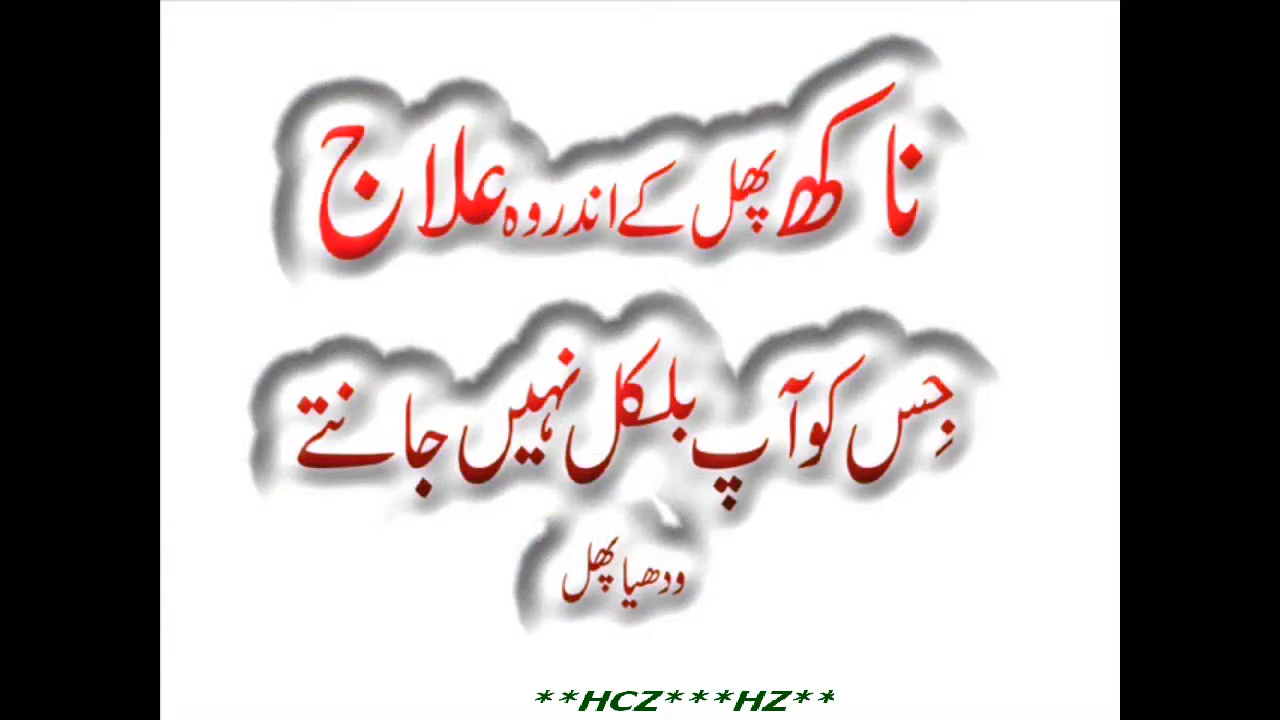 ناکھ پھل کے اندر وہ علاج
جِس کو آپ بلکل نہیں جانتے
ودھیا پھل
**HCZ***HZ**